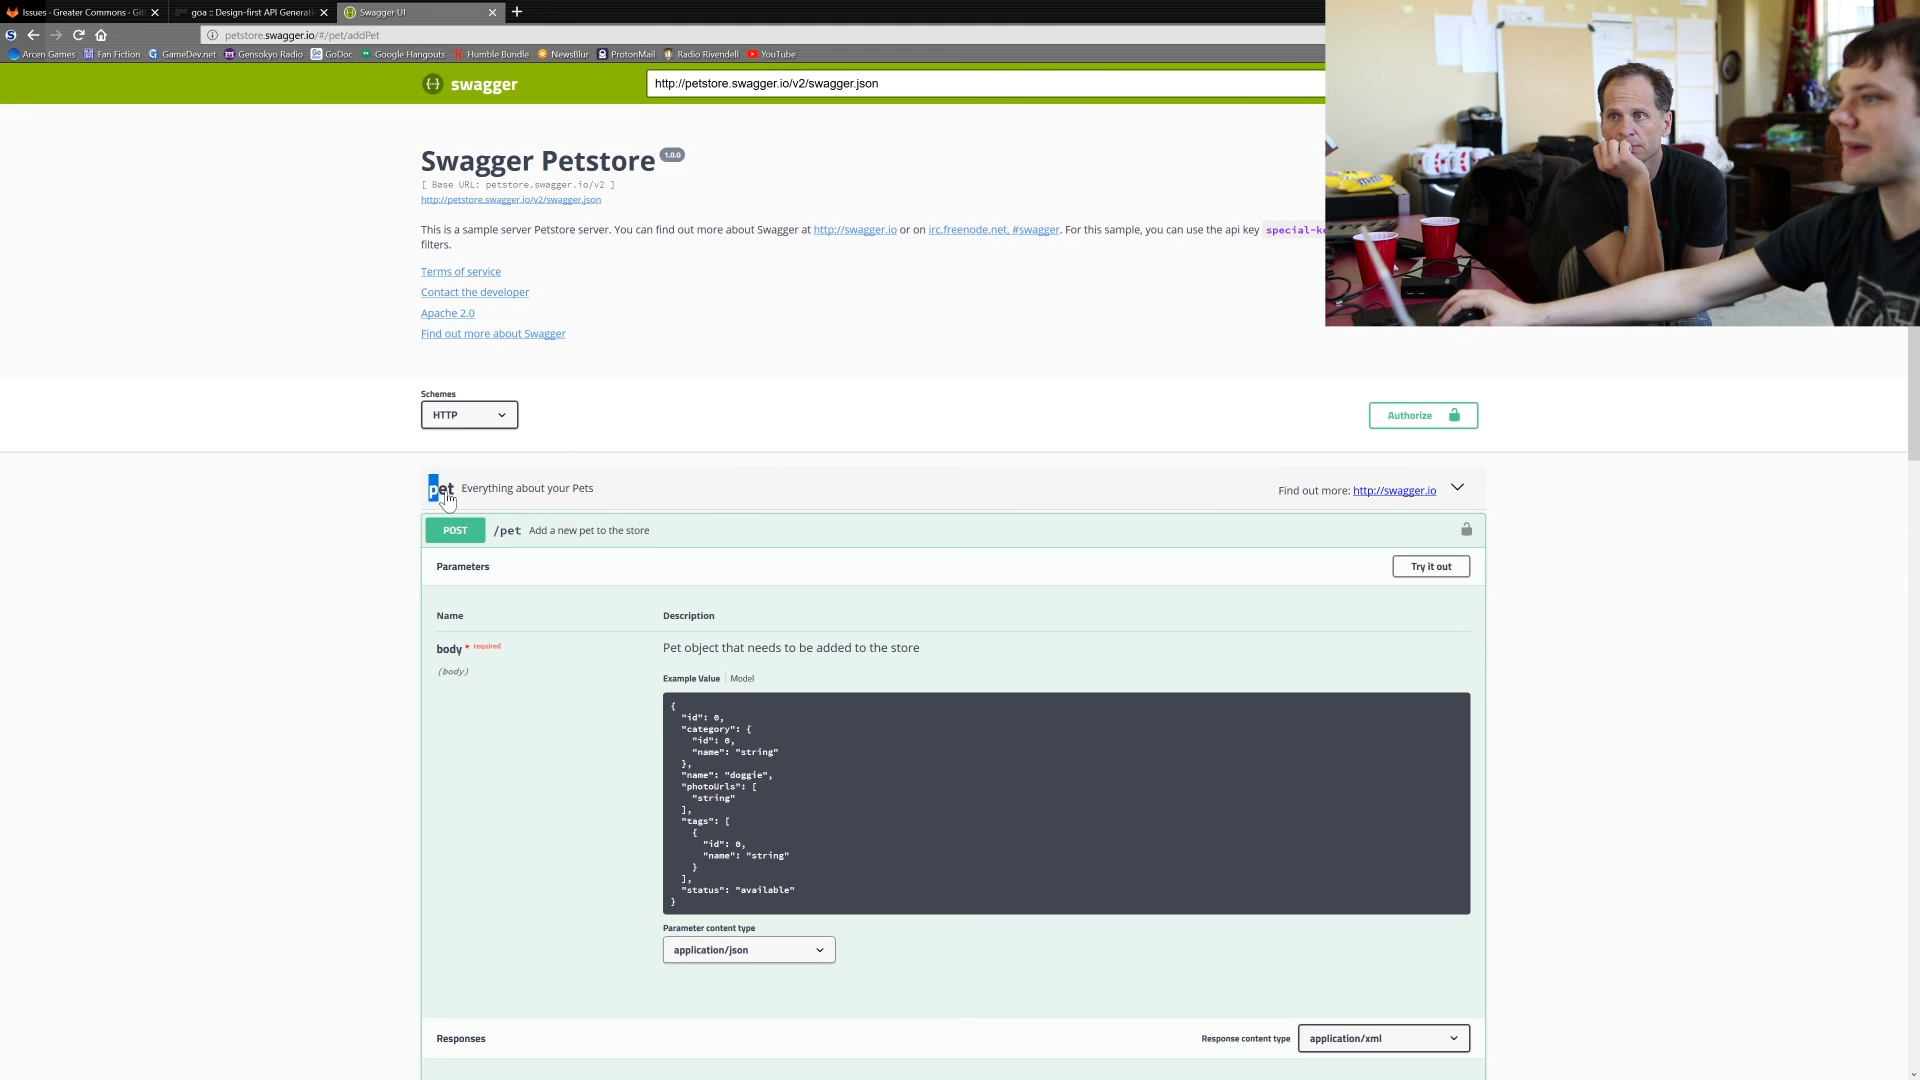 Issues · Greater Commons · Git
goa :: Design-first API Generati
Swagger UI
petstore.swagger.io/#/pet/addPet
Arcen Games
Fan Fiction
GameDev.net
Gensokyo Radio
GoDoc
Google Hangouts
Humble Bundle
NewsBlur
ProtonMail
Radio Rivendell
YouTube
swagger
http://petstore.swagger.io/v2/swagger.json
Swagger Petstore 1.0.0
[ Base URL: petstore.swagger.io/v2 ]
http://petstore.swagger.io/v2/swagger.json
This is a sample server Petstore server. You can find out more about Swagger at http://swagger.io or on irc.freenode.net, #swagger. For this sample, you can use the api key special-k
filters.
Terms of service
Contact the developer
Apache 2.0
Find out more about Swagger
Schemes
HTTP
Authorize
pet Everything about your Pets
Find out more: http://swagger.io
POST /pet Add a new pet to the store
Parameters
Try it out
Name Description
body * required
(body)
Pet object that needs to be added to the store
Example Value Model
{
"id": 0,
"category": {
"id": 0,
"name": "string"
},
"name": "doggie",
"photoUrls": [
"string"
],
"tags": [
{
"id": 0,
"name": "string"
}
],
"status": "available"
}
Parameter content type
application/json
Responses
Response content type application/xml